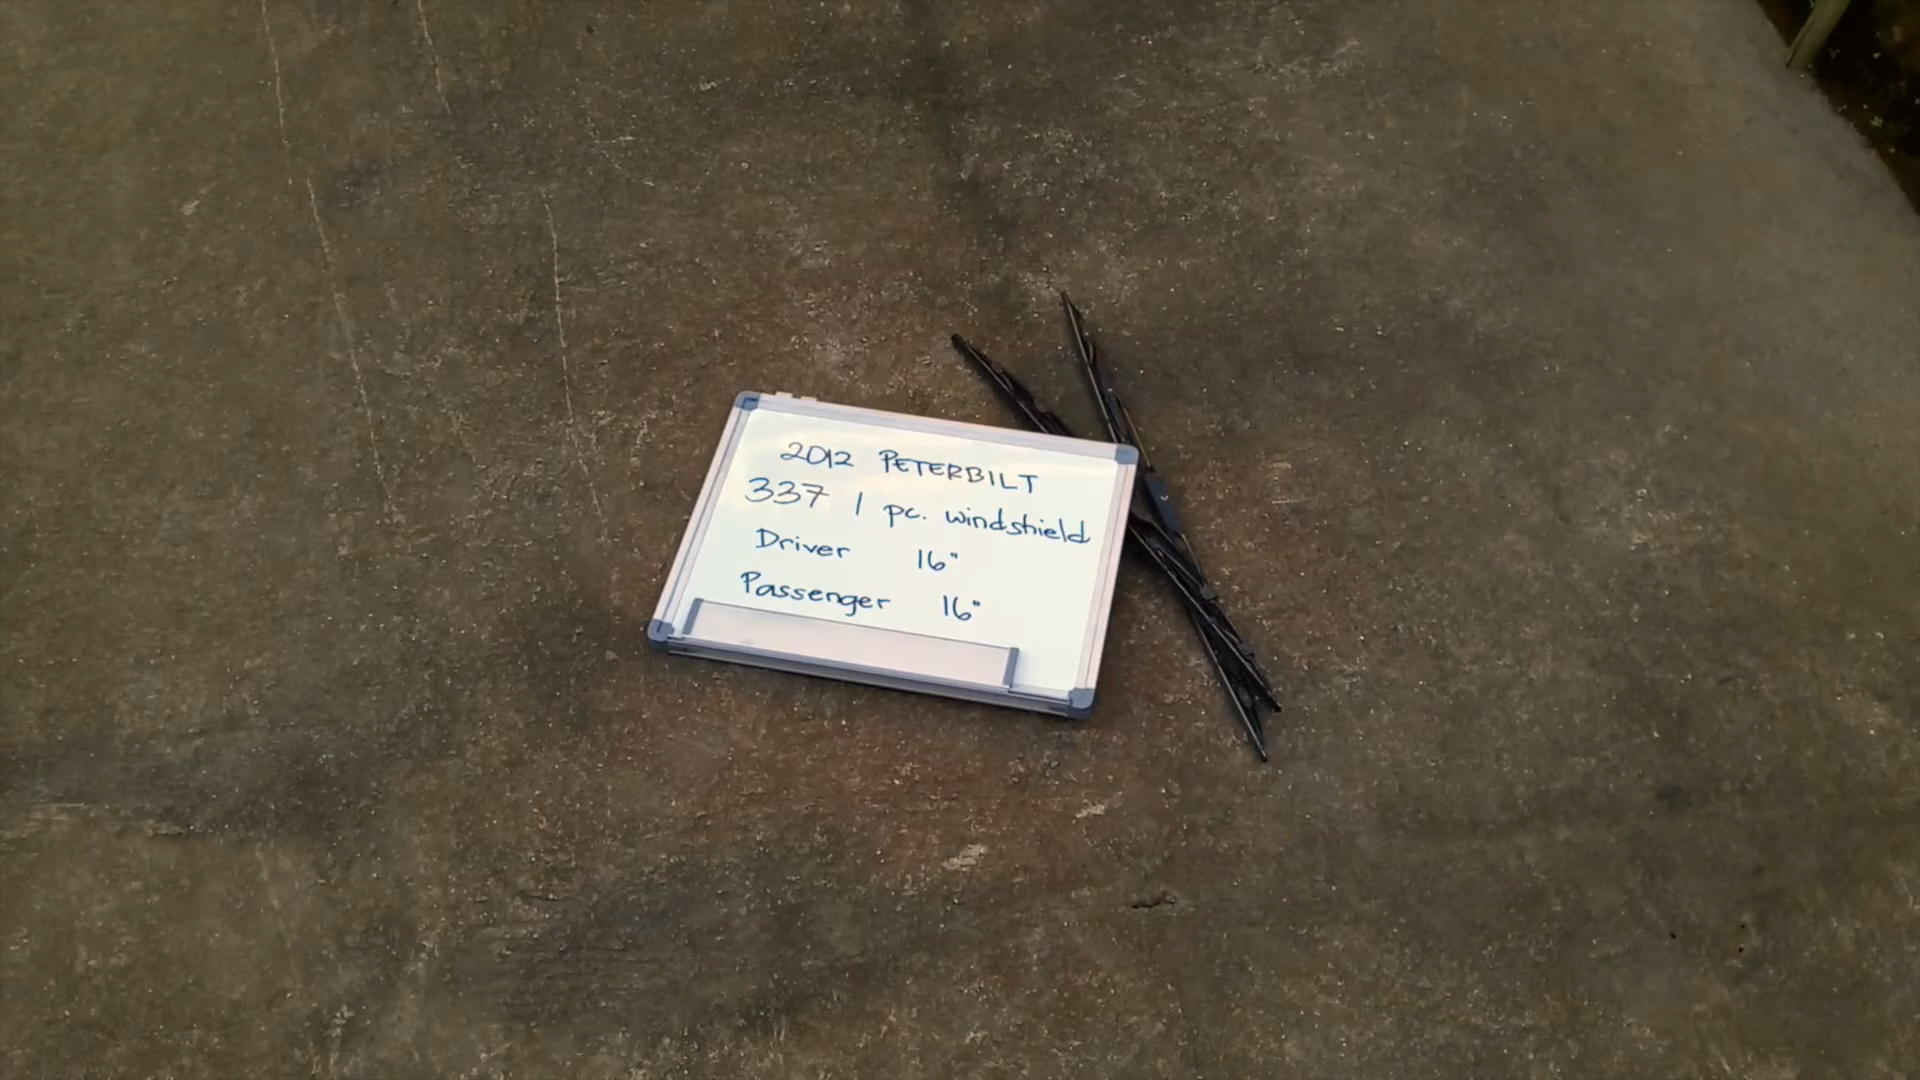 2012 PETERBILT
337 1 pc. windshield
Driver 16"
Passenger 16"